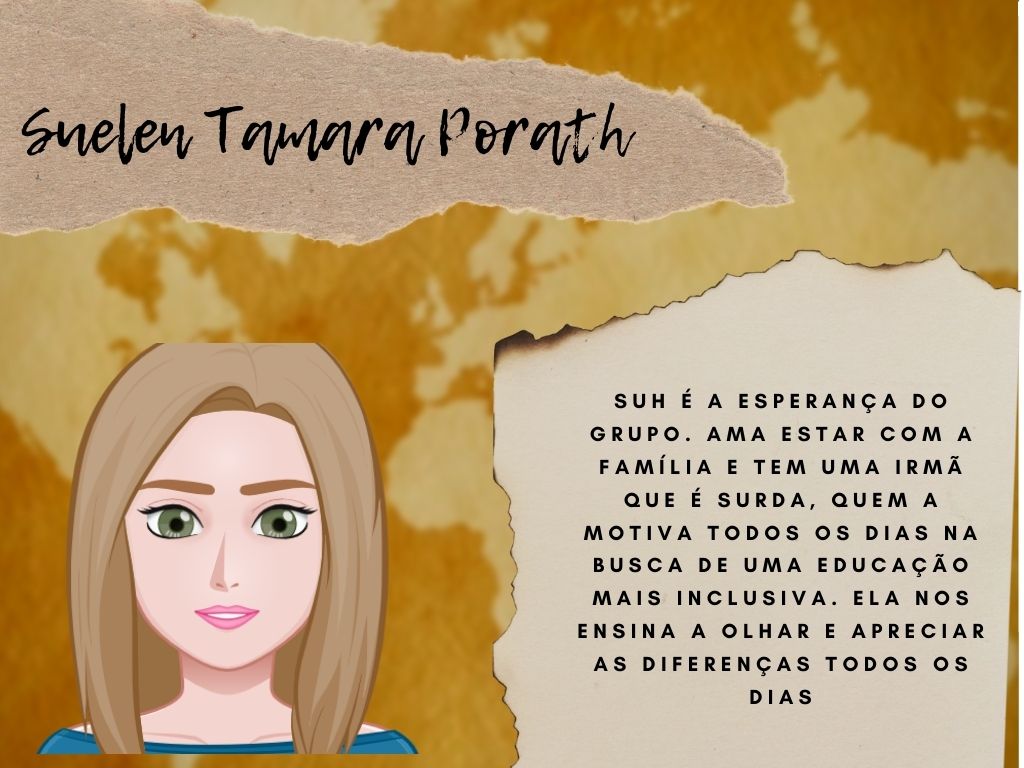 Suelen Tamara Porath
SUH É A ESPERANÇA DO
GRUPO. AMA ESTAR COM A
FAMÍLIA E TEM UMA IRMÃ
QUE É SURDA, QUEM A
MOTIVA TODOS OS DIAS NA
BUSCA DE UMA EDUCAÇÃO
MAIS INCLUSIVA. ELA NOS
ENSINA A OLHAR E APRECIAR
AS DIFERENÇAS TODOS OS
DIAS